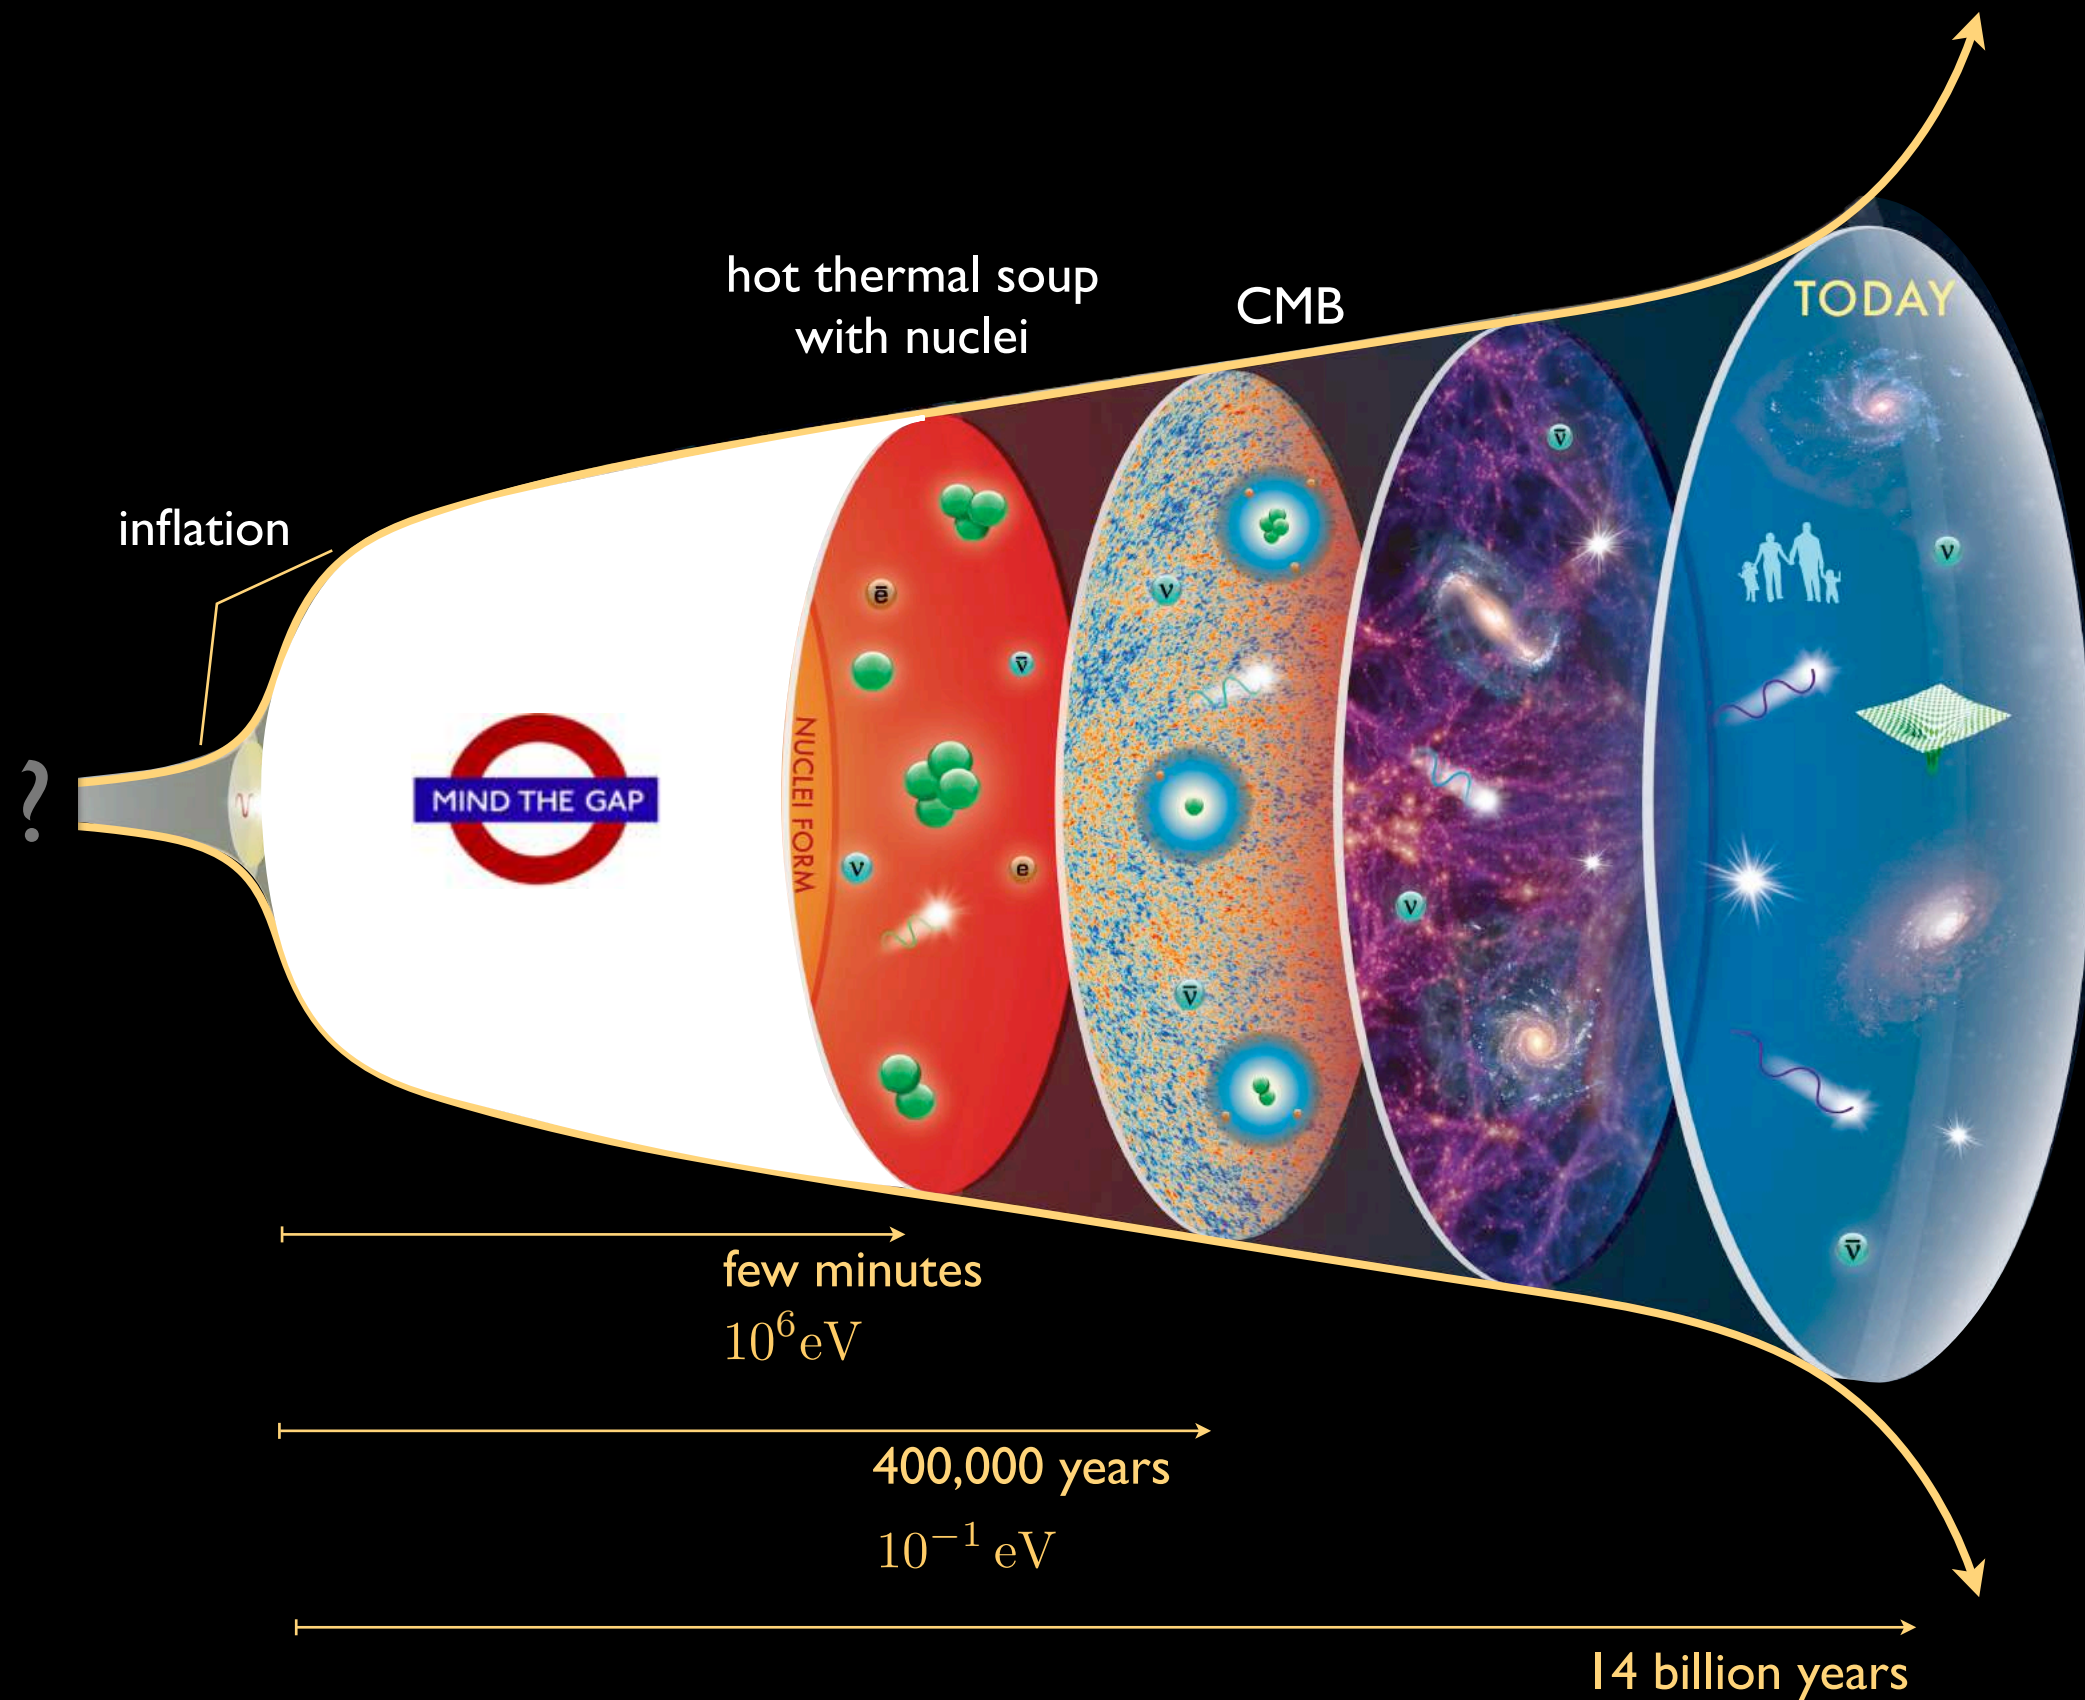 hot thermal soup
with nuclei
CMB
TODAY
inflation
?
MIND THE GAP
NUCLEI FORM
ē
ν̄
ν
e
ν
ν̄
ν̄
ν
ν
ν̄
few minutes
10⁶eV
400,000 years
10⁻¹ eV
14 billion years